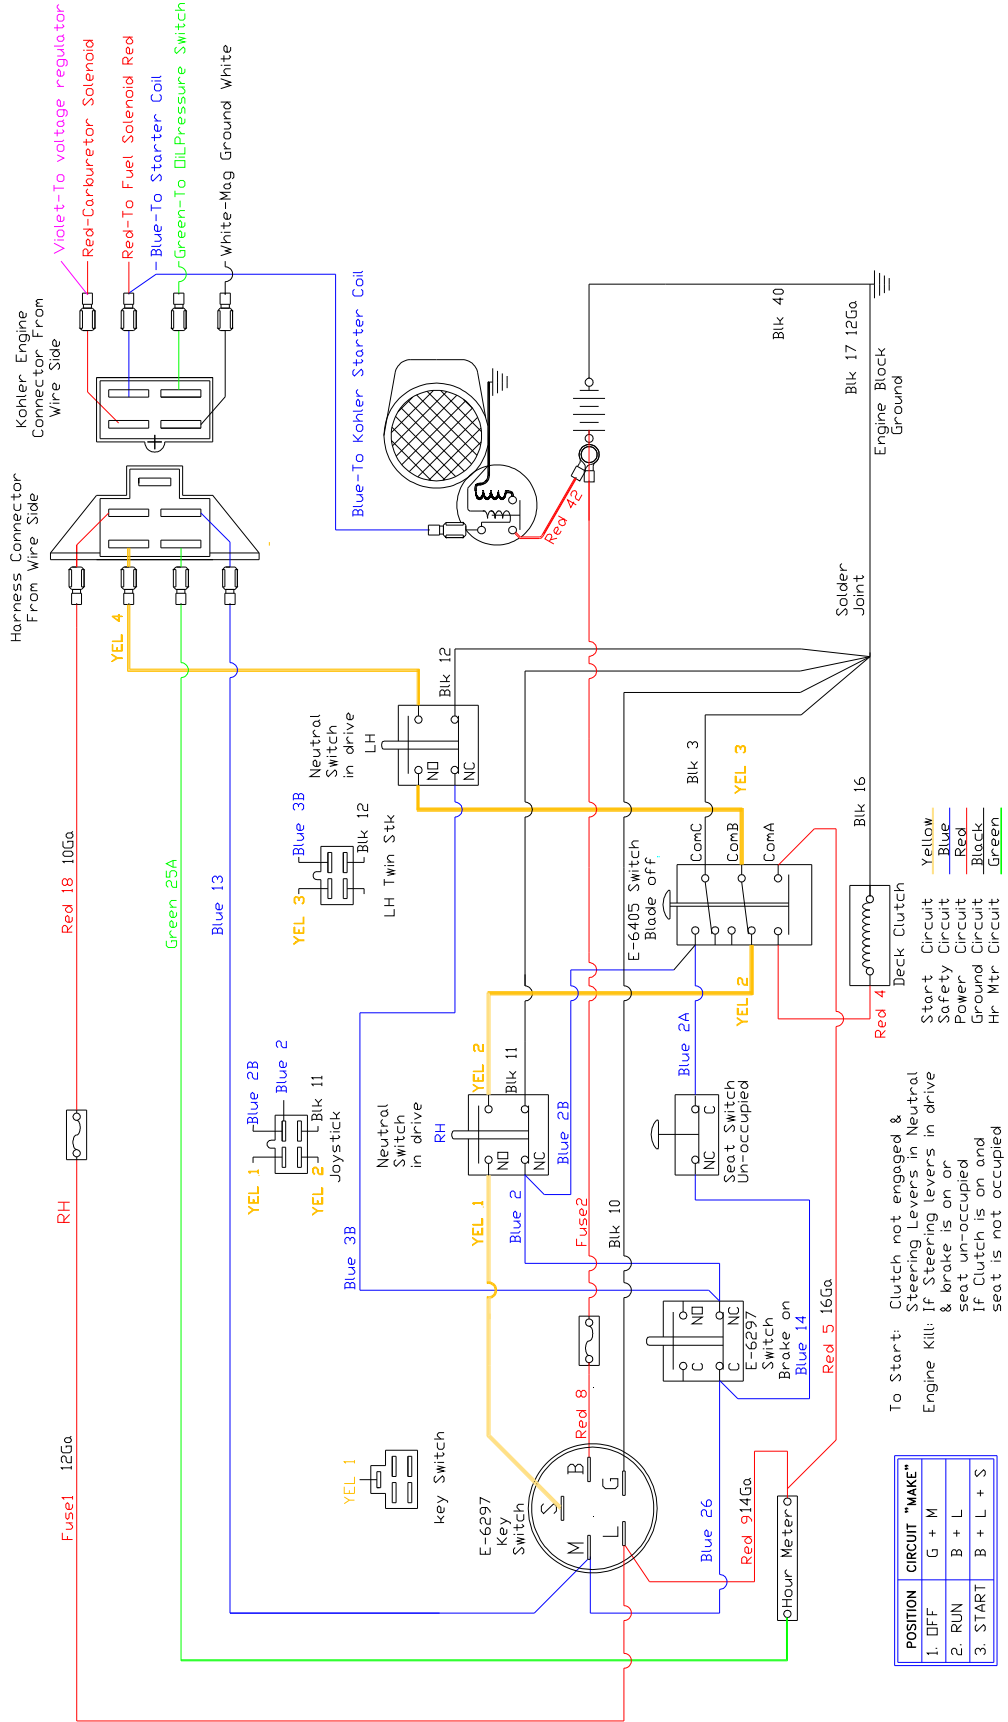 Violet-To voltage regulator
Red-Carburetor Solenoid
Red-To Fuel Solenoid Red
Blue-To Starter Coil
Green-To OiLPressure Switch
White-Mag Ground White
Kohler Engine
Connector From
Wire Side
Harness Connector
From Wire Side
Blue-To Kohler Starter Coil
Red 42
Blk 40
Blk 17 12Ga
Engine Block
Ground
Solder
Joint
YEL 4
Blk 12
Neutral
Switch
in drive
LH
NO
NC
Blk 3
YEL 3
Blk 16
Red 18 10Ga
Green 25A
Blue 13
Blue 3B
Blk 12
YEL 3
LH Twin Stk
E-6405 Switch
Blade off
ComC
ComB
ComA
Deck Clutch
Red 4
YEL 2
Blue 2A
Start Circuit Yellow
Safety Circuit Blue
Power Circuit Red
Ground Circuit Black
Hr Mtr Circuit Green
Blue 2B
Blue 2
Blk 11
YEL 1
YEL 2
Joystick
Neutral
Switch
in drive
RH
YEL 2
Blk 11
NO
NC
Blue 2B
YEL 1
Blue 2
Seat Switch
Un-occupied
C
NC
RH
Blue 3B
Fuse2
Blk 10
NO
NC
C
C
E-6297
Switch
Brake on
Blue 14
Red 5 16Ga
To Start: Clutch not engaged &
Steering Levers in Neutral
Engine Kill: If Steering levers in drive
& brake is on or
seat un-occupied
If Clutch is on and
seat is not occupied
Fuse1 12Ga
YEL 1
key Switch
Red 8
E-6297
Key
Switch
B
S
G
M
L
Blue 26
Red 914Ga
Hour Meter
POSITION CIRCUIT "MAKE"
1. OFF G + M
2. RUN B + L
3. START B + L + S